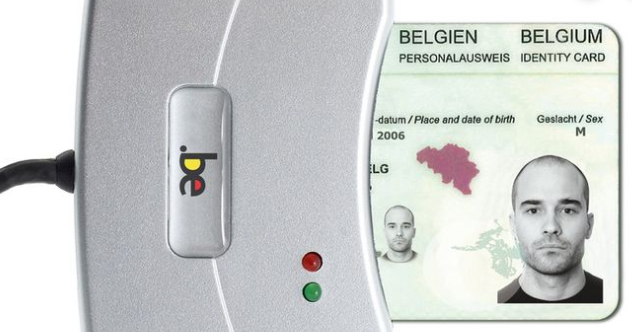 .be
BELGIEN BELGIUM
PERSONALAUSWEIS IDENTITY CARD
-datum / Place and date of birth Geslacht / Sex
2006 M
ELG